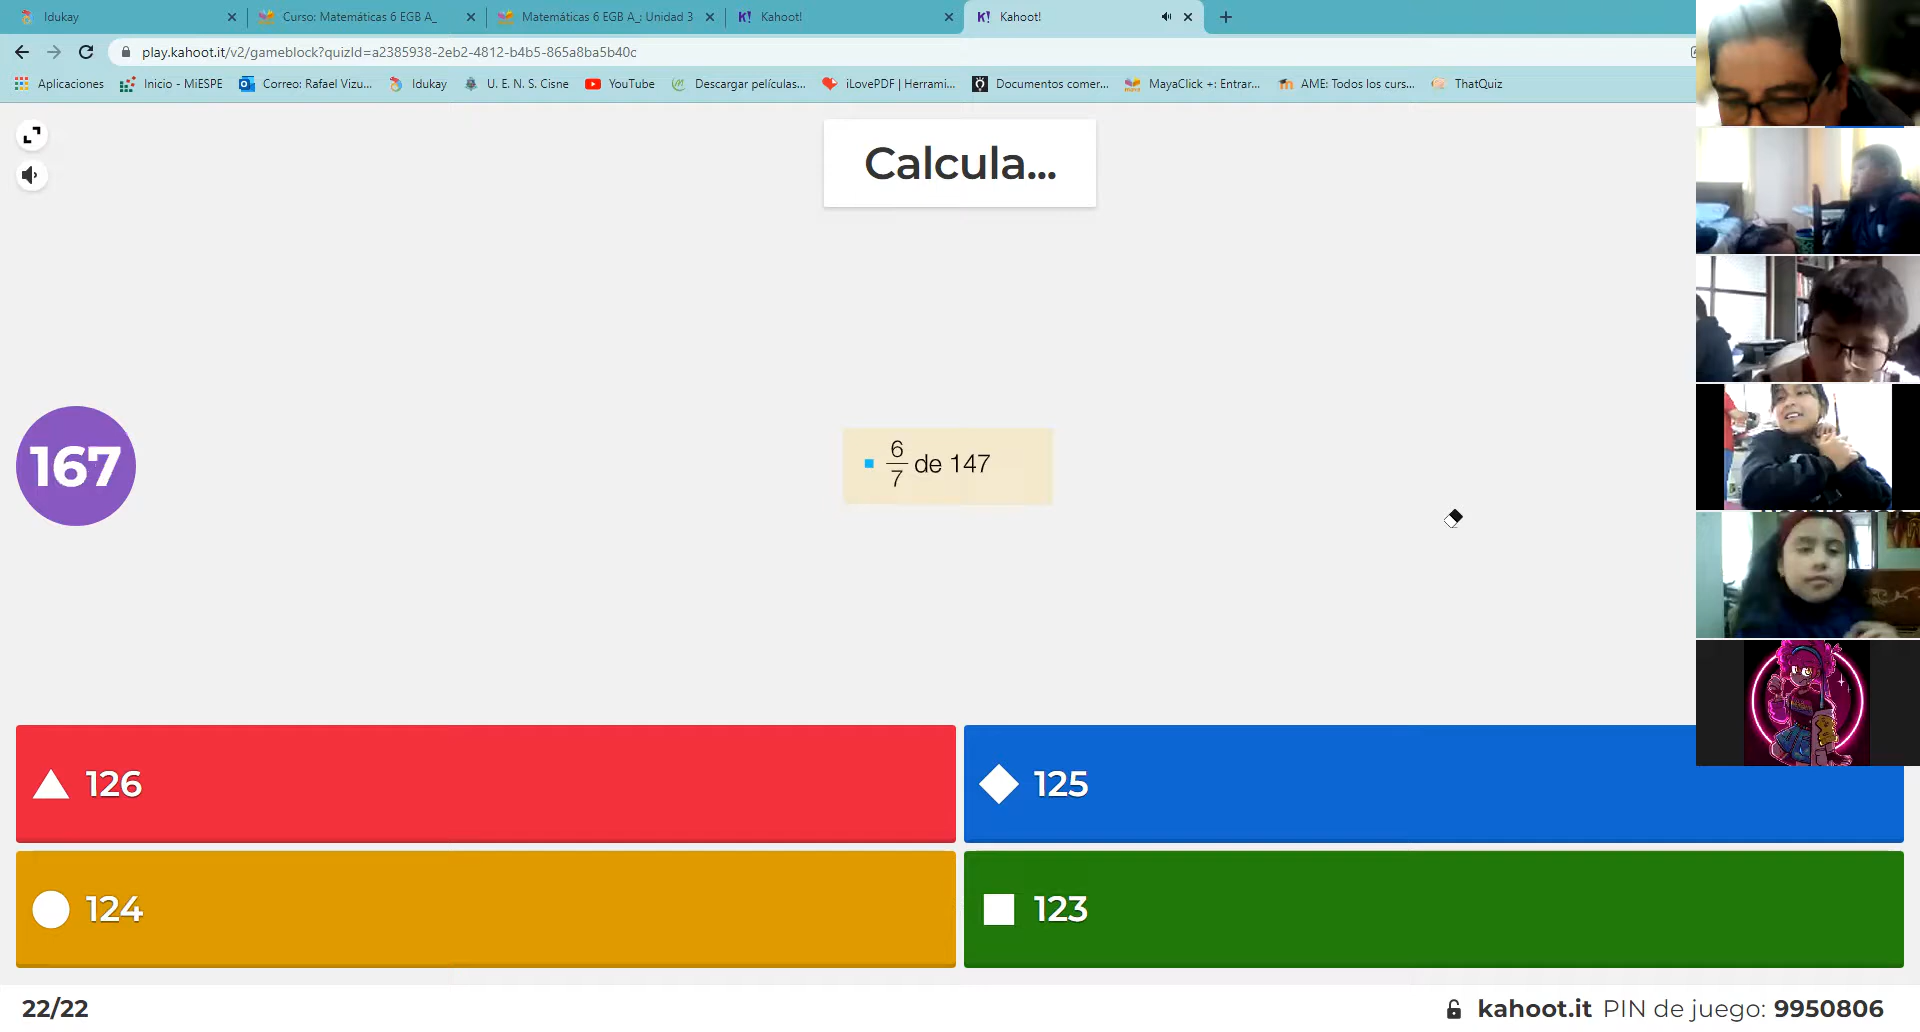 Idukay
Curso: Matemáticas 6 EGB A_
Matemáticas 6 EGB A_: Unidad 3
Kahoot!
Kahoot!
play.kahoot.it/v2/gameblock?quizId=a2385938-2eb2-4812-b4b5-865a8ba5b40c
Aplicaciones
Inicio - MiESPE
Correo: Rafael Vizu...
Idukay
U. E. N. S. Cisne
YouTube
Descargar películas...
iLovePDF | Herrami...
Documentos comer...
MayaClick +: Entrar...
AME: Todos los curs...
ThatQuiz
Calcula...
167
6/7 de 147
126
125
124
123
22/22
kahoot.it PIN de juego: 9950806